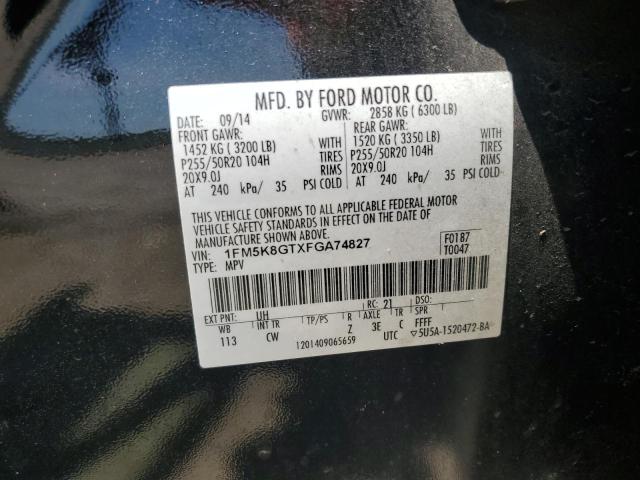 MFD. BY FORD MOTOR CO.
DATE: 09/14 GVWR: 2858 KG ( 6300 LB)
FRONT GAWR: REAR GAWR:
1452 KG ( 3200 LB) WITH 1520 KG ( 3350 LB) WITH
P255/50R20 104H TIRES P255/50R20 104H TIRES
20X9.0J RIMS 20X9.0J RIMS
AT 240 kPa/ 35 PSI COLD AT 240 kPa/ 35 PSI COLD
THIS VEHICLE CONFORMS TO ALL APPLICABLE FEDERAL MOTOR
VEHICLE SAFETY STANDARDS IN EFFECT ON THE DATE OF
MANUFACTURE SHOWN ABOVE.
VIN: 1FM5K8GTXFGA74827 F0187
TYPE: MPV T0047
EXT PNT: UH RC: 21 DSO:
WB INT TR TP/PS R AXLE TR SPR
113 CW Z 3E C FFFF
1201409065659 UTC ▽5U5A-1520472-BA